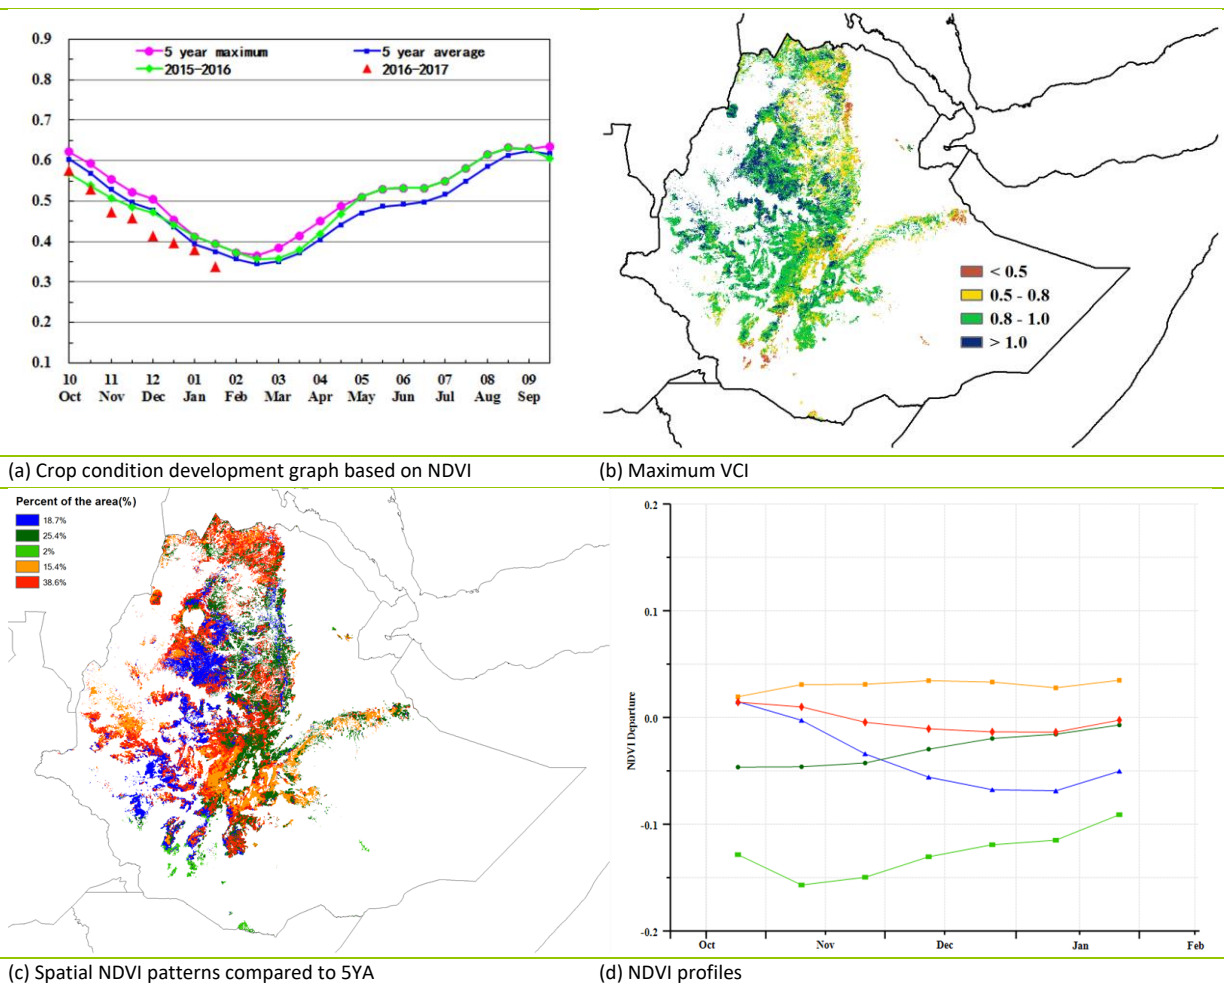 0.9
0.8
0.7
0.6
0.5
0.4
0.3
0.2
0.1
5 year maximum
5 year average
2015-2016
2016-2017
10 11 12 01 02 03 04 05 06 07 08 09
Oct Nov Dec Jan Feb Mar Apr May Jun Jul Aug Sep
< 0.5
0.5 - 0.8
0.8 - 1.0
> 1.0
(a) Crop condition development graph based on NDVI
(b) Maximum VCI
Percent of the area(%)
18.7%
25.4%
2%
15.4%
38.6%
0.2
0.1
0.0
-0.1
-0.2
NDVI Departure
Oct Nov Dec Jan Feb
(c) Spatial NDVI patterns compared to 5YA
(d) NDVI profiles